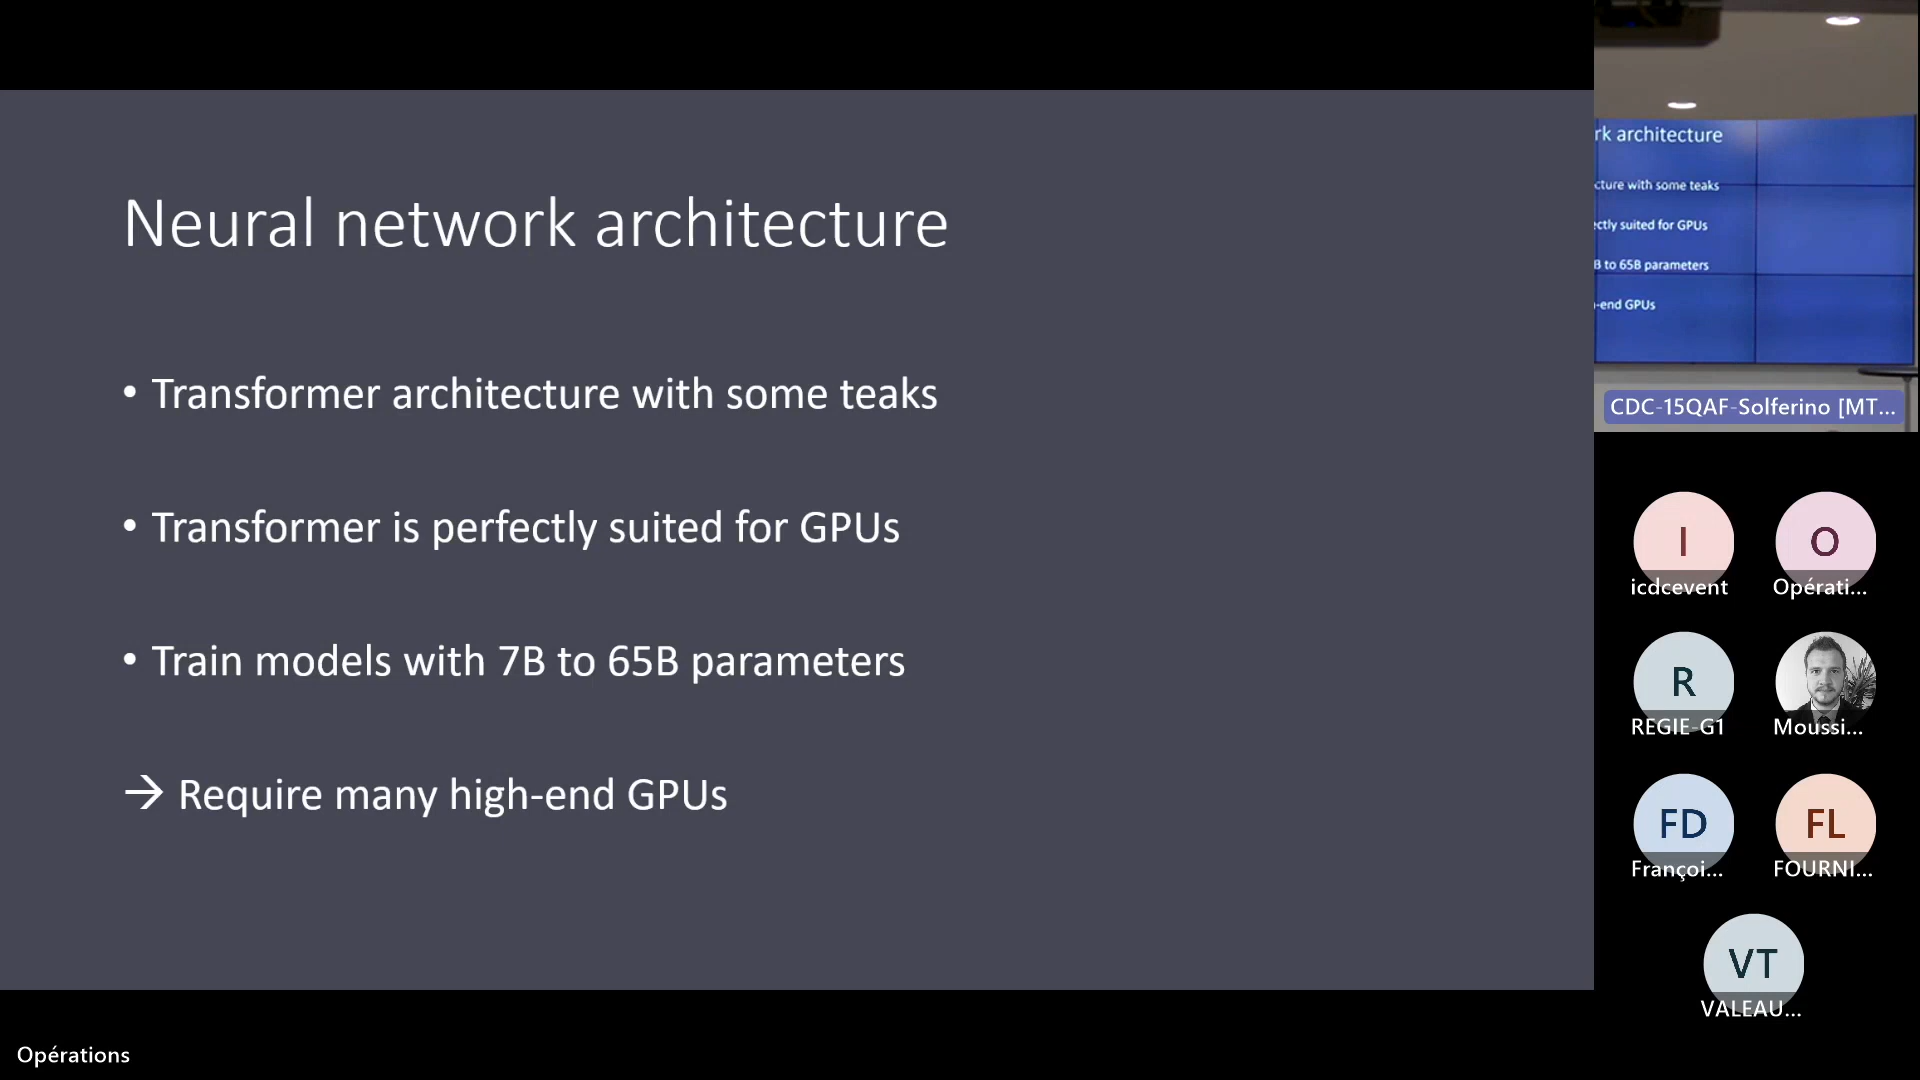 Neural network architecture
• Transformer architecture with some teaks
• Transformer is perfectly suited for GPUs
• Train models with 7B to 65B parameters
→ Require many high-end GPUs
rk architecture
cture with some teaks
ctly suited for GPUs
B to 65B parameters
-end GPUs
CDC-15QAF-Solferino [MT...
I
icdcevent
O
Opérati...
R
REGIE-G1
Moussi...
FD
Françoi...
FL
FOURNI...
VT
VALEAU...
Opérations